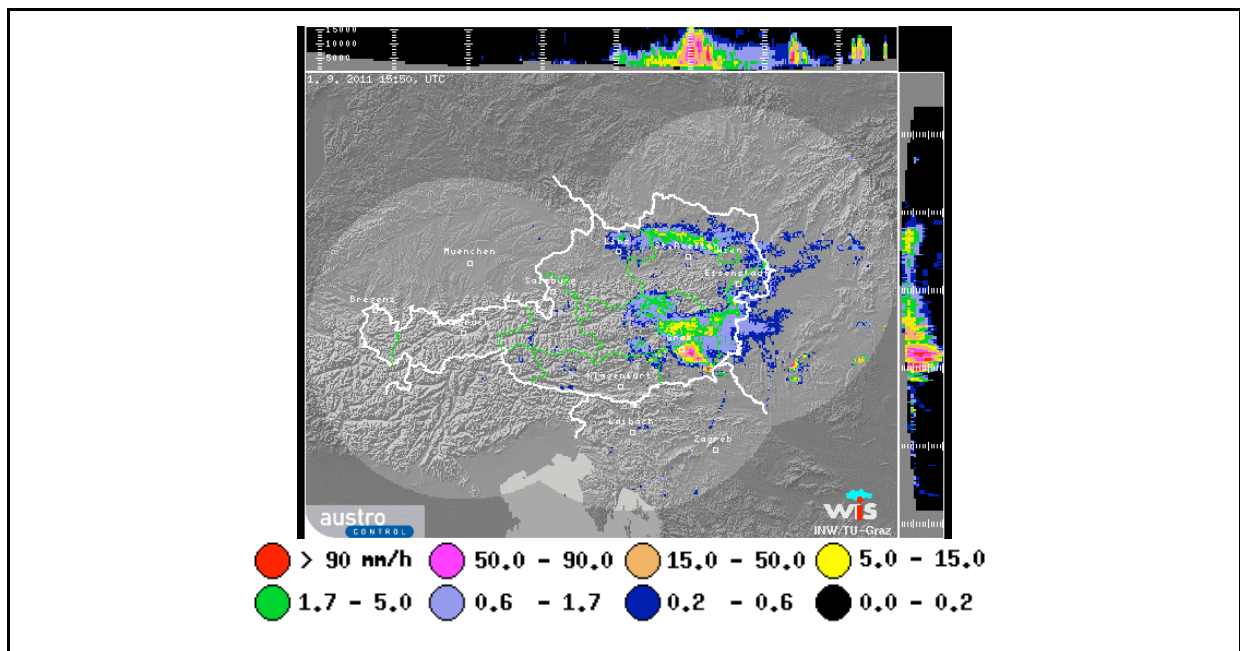 15000
10000
5000
1. 9. 2011 15:50, UTC
Muenchen
Linz
Salzburg
Eisenstadt
Bregenz
Klagenfurt
Laibach
Zagreb
austro
CONTROL
WIS
INW/TU-Graz
> 90 mm/h 50.0 - 90.0 15.0 - 50.0 5.0 - 15.0
1.7 - 5.0 0.6 - 1.7 0.2 - 0.6 0.0 - 0.2